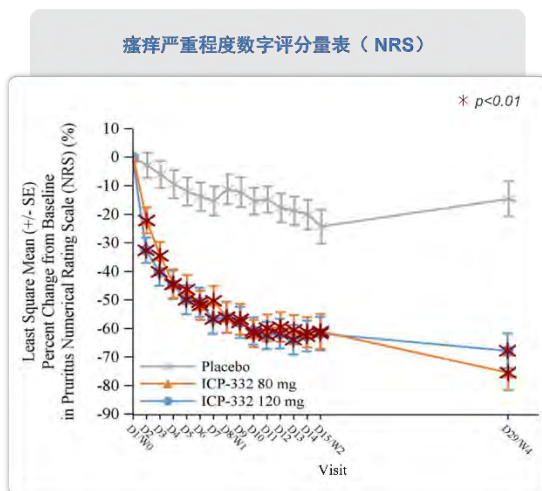 瘙痒严重程度数字评分量表（ NRS）
* p<0.01
Least Square Mean (+/- SE)
Percent Change from Baseline
in Pruritus Numerical Rating Scale (NRS) (%)
10
0
-10
-20
-30
-40
-50
-60
-70
-80
-90
Placebo
ICP-332 80 mg
ICP-332 120 mg
D1/W0
D2
D3
D4
D5
D6
D7
D8/W1
D9
D10
D11
D12
D13
D14
D15/W2
D29/W4
Visit